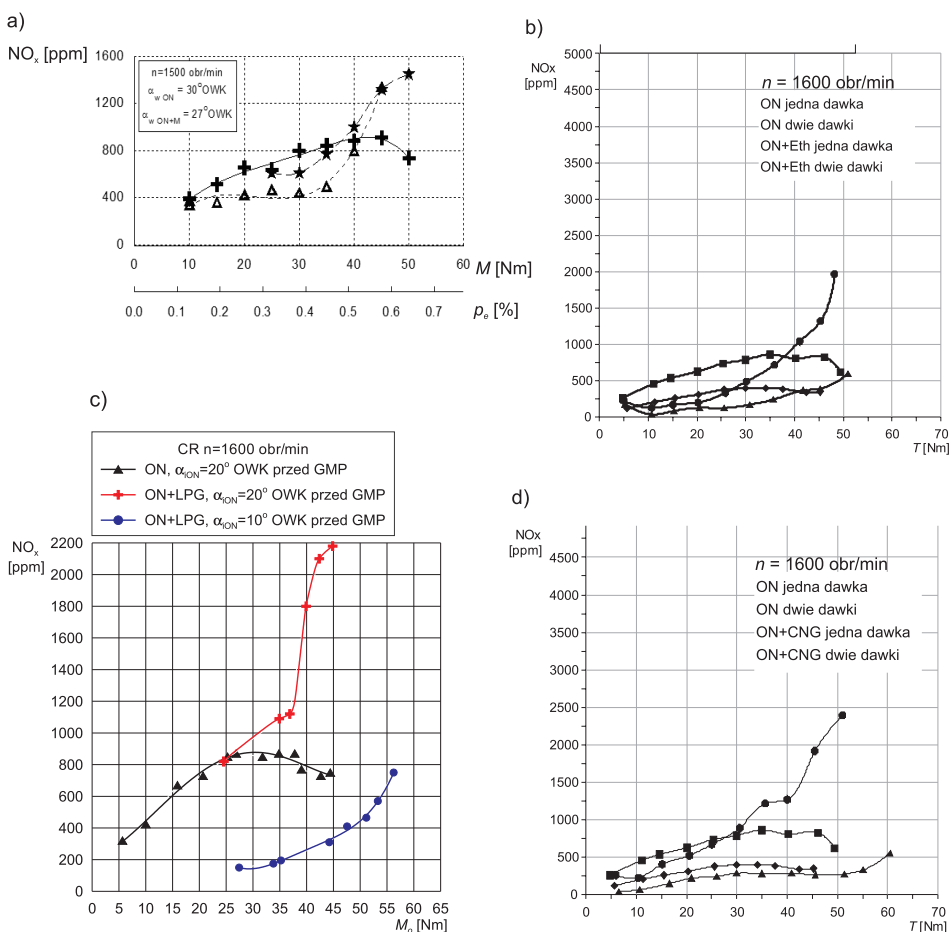 a)
NOx [ppm]
1600
1200
800
400
0
n=1500 obr/min
αw ON = 30°OWK
αw ON+M = 27°OWK
0 10 20 30 40 50 60 M [Nm]
0.0 0.1 0.2 0.3 0.4 0.5 0.6 0.7 pe [%]
b)
NOx
[ppm]
5000
4500
4000
3500
3000
2500
2000
1500
1000
500
0
n = 1600 obr/min
ON jedna dawka
ON dwie dawki
ON+Eth jedna dawka
ON+Eth dwie dawki
0 10 20 30 40 50 60 70
T [Nm]
c)
CR n=1600 obr/min
ON, αiON=20° OWK przed GMP
ON+LPG, αiON=20° OWK przed GMP
ON+LPG, αiON=10° OWK przed GMP
NOx
[ppm]
2200
2000
1800
1600
1400
1200
1000
800
600
400
200
0
0 5 10 15 20 25 30 35 40 45 50 55 60 65
Mo [Nm]
d)
NOx
[ppm]
4500
4000
3500
3000
2500
2000
1500
1000
500
0
n = 1600 obr/min
ON jedna dawka
ON dwie dawki
ON+CNG jedna dawka
ON+CNG dwie dawki
0 10 20 30 40 50 60 70
T [Nm]